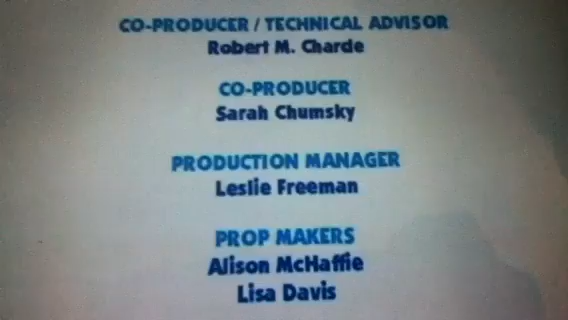 CO-PRODUCER / TECHNICAL ADVISOR
Robert M. Charde
CO-PRODUCER
Sarah Chumsky
PRODUCTION MANAGER
Leslie Freeman
PROP MAKERS
Alison McHaffie
Lisa Davis